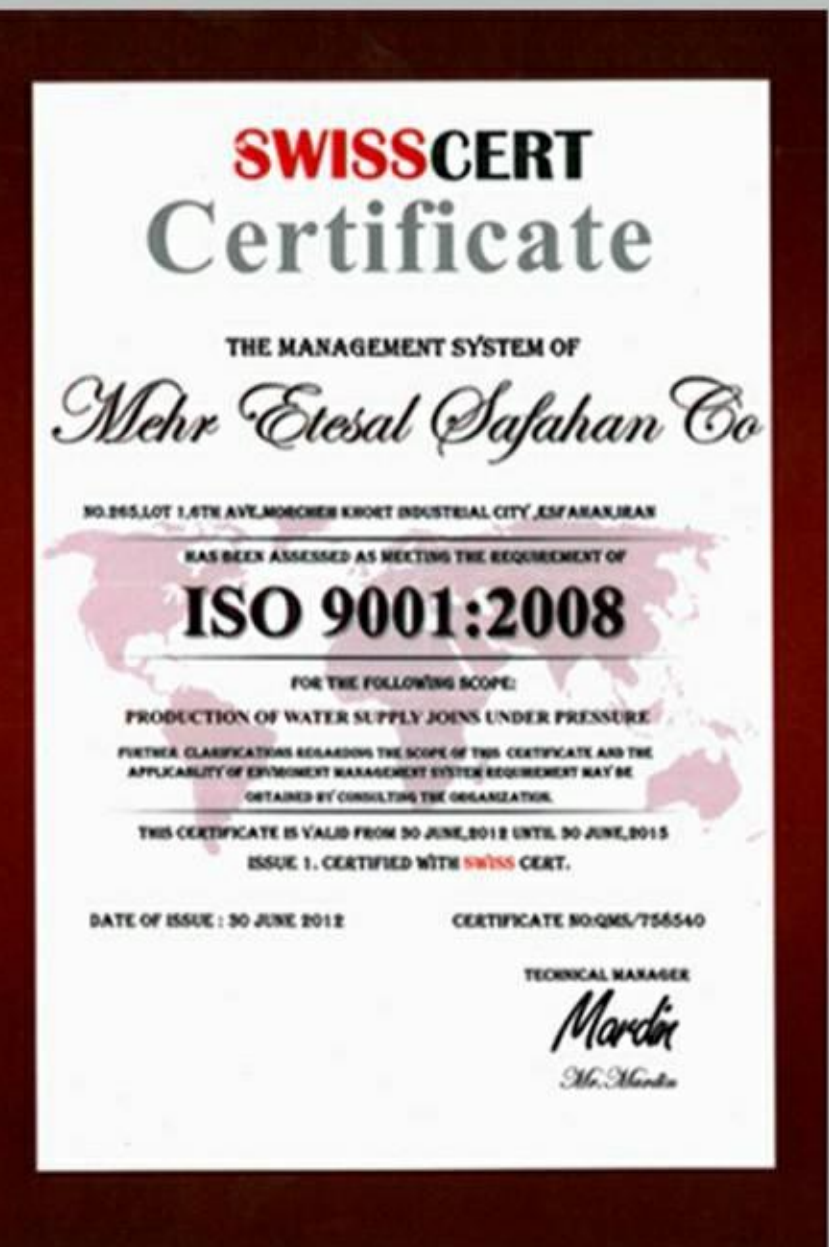 SWISSCERT
Certificate
THE MANAGEMENT SYSTEM OF
Mehr Etesal Safahan Co
NO.265,LOT 1,6TH AVE,MORCHEH KHORT INDUSTRIAL CITY ,ESFAHAN,IRAN
HAS BEEN ASSESSED AS MEETING THE REQUIREMENT OF
ISO 9001:2008
FOR THE FOLLOWING SCOPE:
PRODUCTION OF WATER SUPPLY JOINS UNDER PRESSURE
FURTHER CLARIFICATIONS REGARDING THE SCOPE OF THIS CERTIFICATE AND THE
APPLICABLITY OF ENVIROMENT MANAGEMENT SYSTEM REQUIREMENT MAY BE
OBTAINED BY CONSULTING THE ORGANIZATION.
THIS CERTIFICATE IS VALID FROM 30 JUNE,2012 UNTIL 30 JUNE,2015
ISSUE 1. CERTIFIED WITH SWISS CERT.
DATE OF ISSUE : 30 JUNE 2012
CERTIFICATE NO:QMS/756540
TECHNICAL MANAGER
Mardin
Mr.Mardin